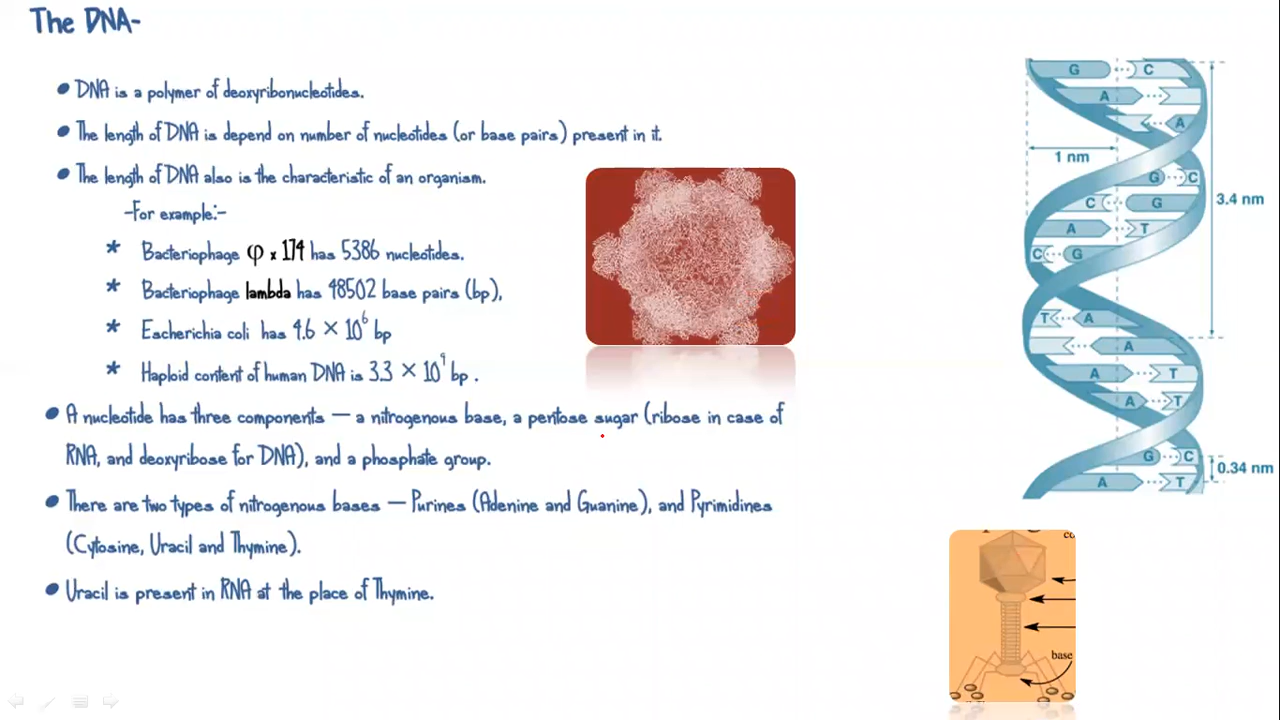 The DNA-
DNA is a polymer of deoxyribonucleotides.
The length of DNA is depend on number of nucleotides (or base pairs) present in it.
The length of DNA also is the characteristic of an organism.
-For example:-
* Bacteriophage φ x 174 has 5386 nucleotides.
* Bacteriophage lambda has 48502 base pairs (bp),
* Escherichia coli has 4.6 × 10⁶ bp
* Haploid content of human DNA is 3.3 × 10⁹ bp .
A nucleotide has three components — a nitrogenous base, a pentose sugar (ribose in case of
RNA, and deoxyribose for DNA), and a phosphate group.
There are two types of nitrogenous bases — Purines (Adenine and Guanine), and Pyrimidines
(Cytosine, Uracil and Thymine).
Uracil is present in RNA at the place of Thymine.
G C
A
A
1 nm
G C
3.4 nm
C G
A T
C G
T A
A
A T
A T
G C
0.34 nm
A T
base